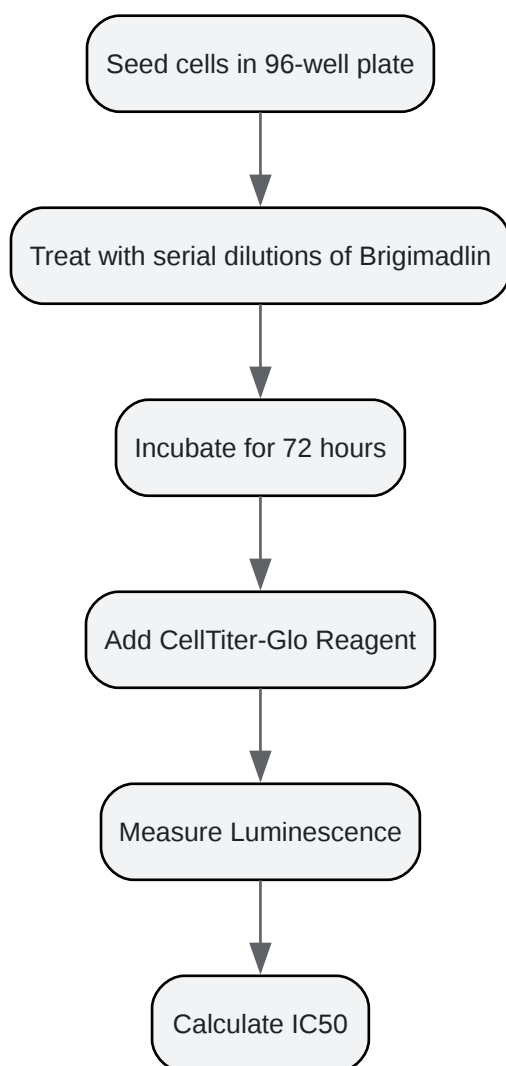 Seed cells in 96-well plate
Treat with serial dilutions of Brigimadlin
Incubate for 72 hours
Add CellTiter-Glo Reagent
Measure Luminescence
Calculate IC50